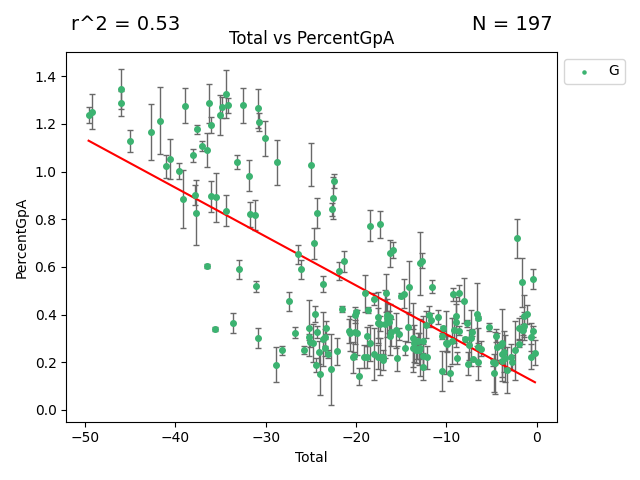 r^2 = 0.53
N = 197
Total vs PercentGpA
G
PercentGpA
1.4
1.2
1.0
0.8
0.6
0.4
0.2
0.0
−50
−40
−30
−20
−10
0
Total